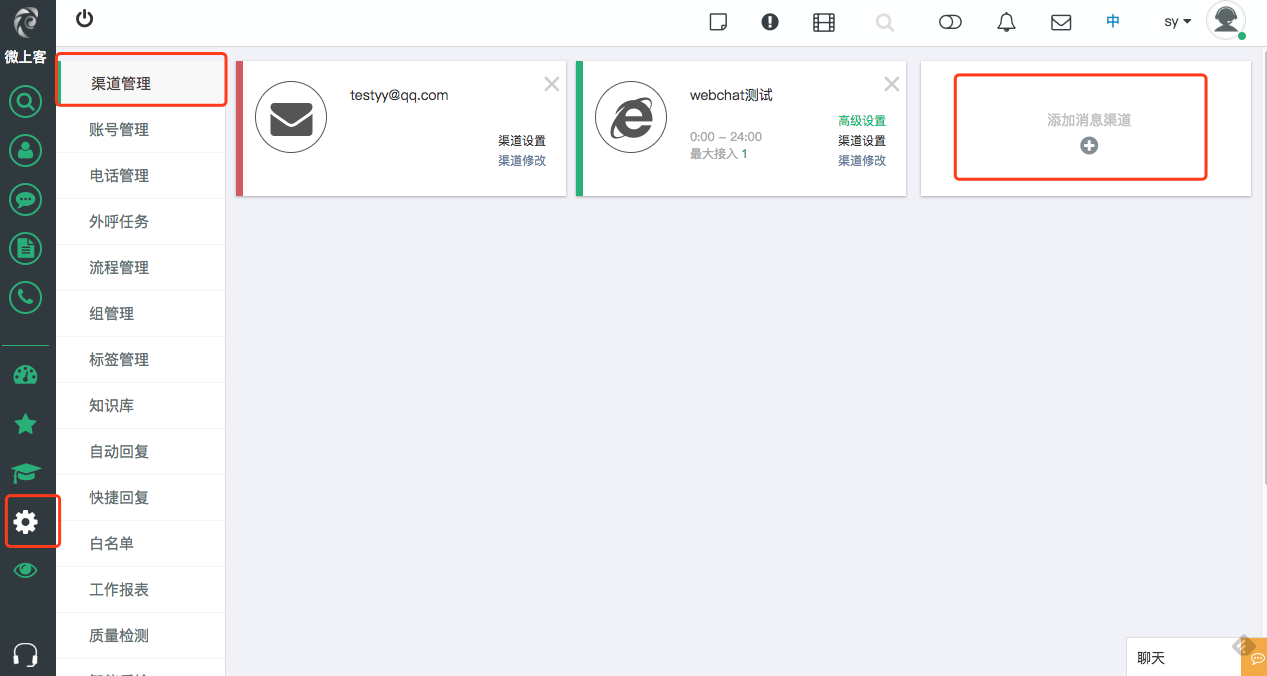 微上客
中
sy
渠道管理
账号管理
电话管理
外呼任务
流程管理
组管理
标签管理
知识库
自动回复
快捷回复
白名单
工作报表
质量检测
testyy@qq.com
渠道设置
渠道修改
webchat测试
高级设置
0:00 – 24:00
渠道设置
最大接入 1
渠道修改
添加消息渠道
聊天